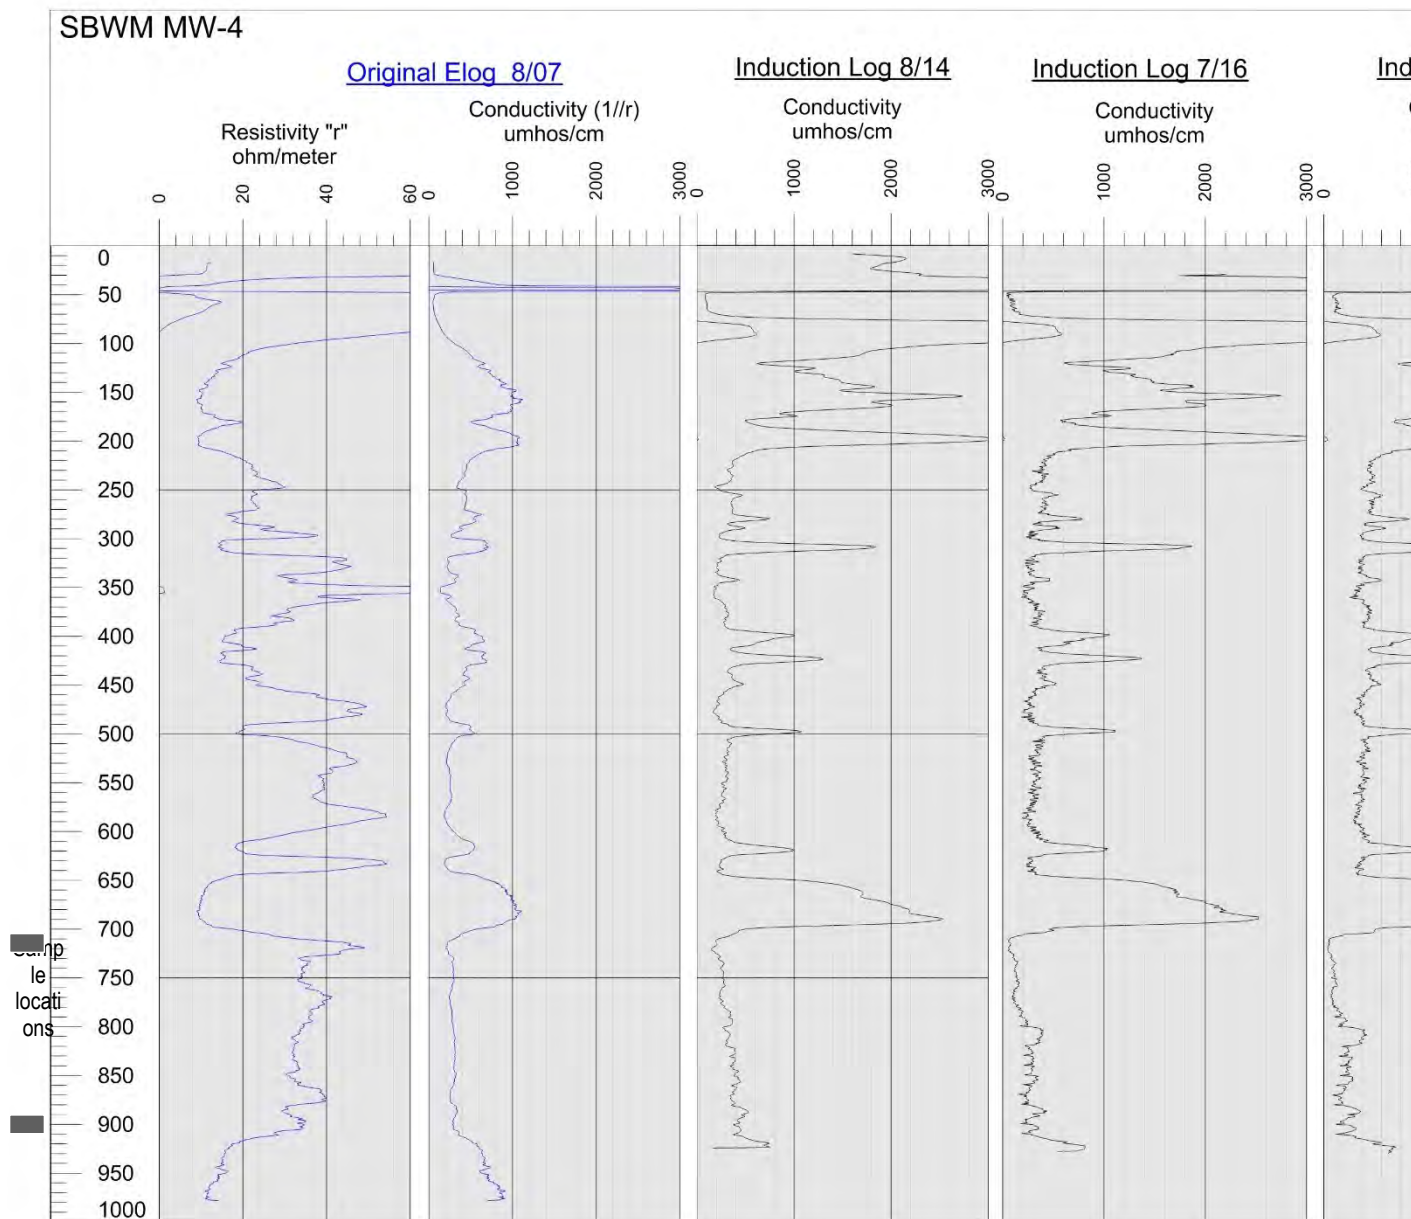 SBWM MW-4
Original Elog 8/07
Induction Log 8/14
Induction Log 7/16
Ind
Resistivity "r"
ohm/meter
Conductivity (1//r)
umhos/cm
Conductivity
umhos/cm
Conductivity
umhos/cm
0 20 40 60
0 1000 2000 3000
0 1000 2000 3000
0 1000 2000 3000
0
0
50
100
150
200
250
300
350
400
450
500
550
600
650
700
750
800
850
900
950
1000
le
locati
ons